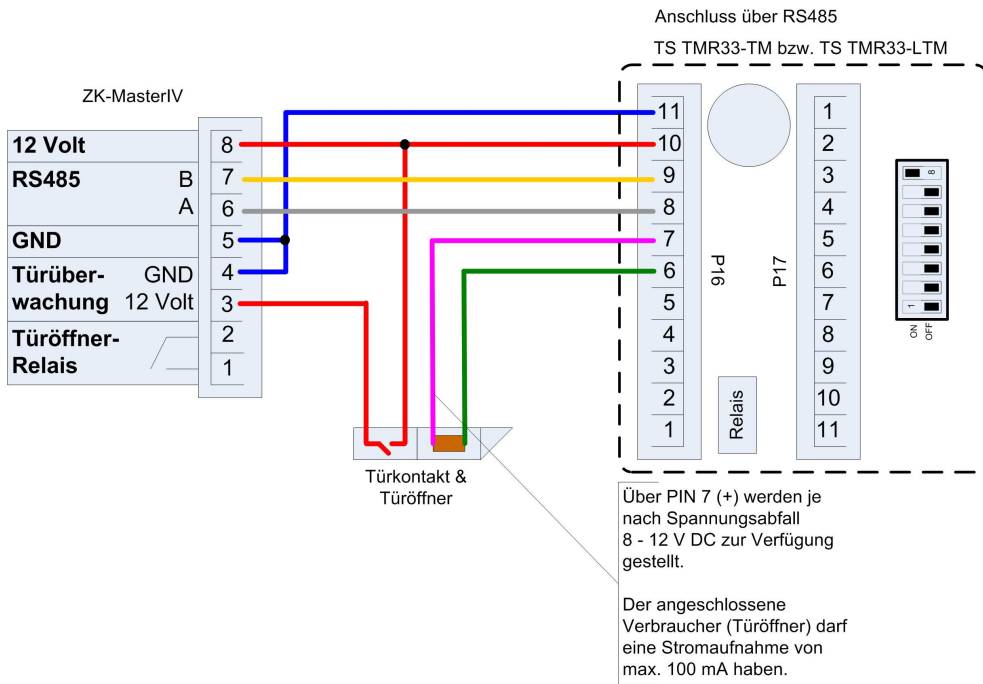 Anschluss über RS485
TS TMR33-TM bzw. TS TMR33-LTM
ZK-MasterIV
12 Volt 8
RS485 B 7
A 6
GND 5
Türüber- GND 4
wachung 12 Volt 3
Türöffner- 2
Relais 1
11
10
9
8
7
6
5
4
3
2
1
P16
Relais
P17
1
2
3
4
5
6
7
8
9
10
11
8
1
ON
OFF
Türkontakt &
Türöffner
Über PIN 7 (+) werden je
nach Spannungsabfall
8 - 12 V DC zur Verfügung
gestellt.
Der angeschlossene
Verbraucher (Türöffner) darf
eine Stromaufnahme von
max. 100 mA haben.